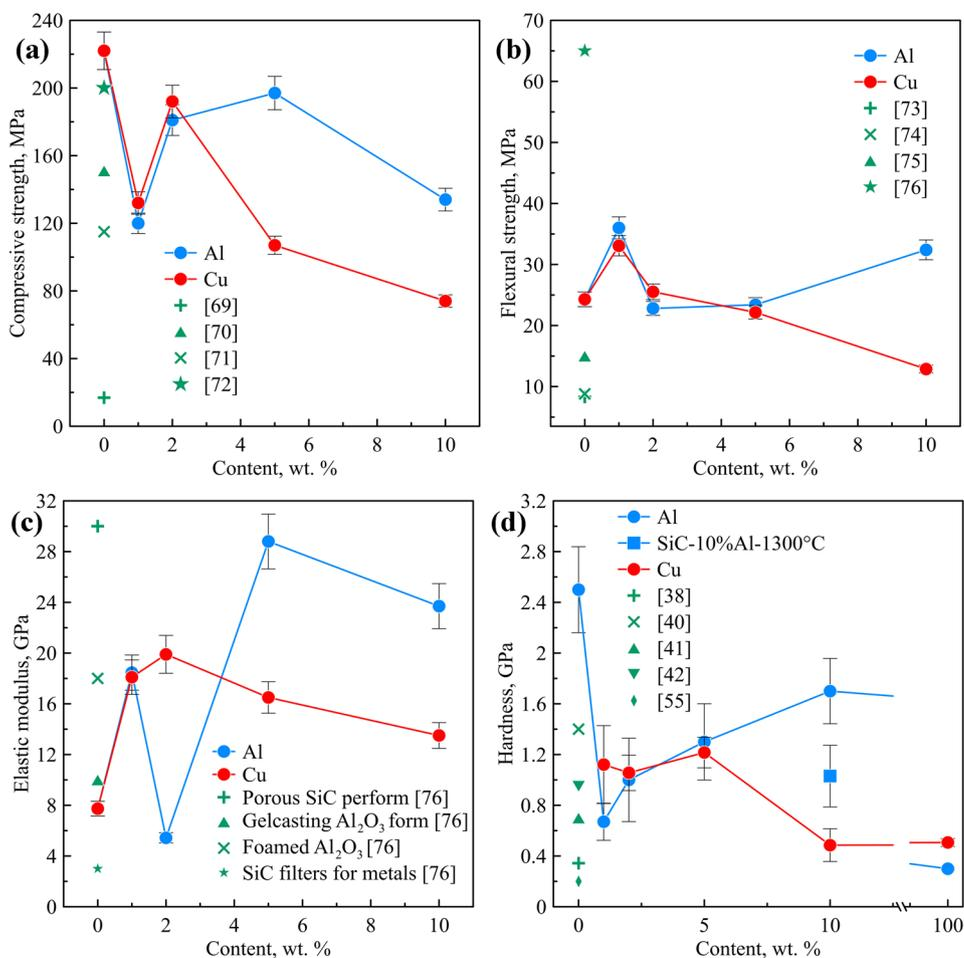 (a)
Compressive strength, MPa
240
200
160
120
80
40
0
Al
Cu
[69]
[70]
[71]
[72]
0 2 4 6 8 10
Content, wt. %
(b)
Flexural strength, MPa
70
60
50
40
30
20
10
Al
Cu
[73]
[74]
[75]
[76]
0 2 4 6 8 10
Content, wt. %
(c)
Elastic modulus, GPa
32
28
24
20
16
12
8
4
0
Al
Cu
Porous SiC perform [76]
Gelcasting Al₂O₃ form [76]
Foamed Al₂O₃ [76]
SiC filters for metals [76]
0 2 4 6 8 10
Content, wt. %
(d)
Hardness, GPa
3.2
2.8
2.4
2
1.6
1.2
0.8
0.4
0
Al
SiC-10%Al-1300°C
Cu
[38]
[40]
[41]
[42]
[55]
0 5 10 100
Content, wt. %